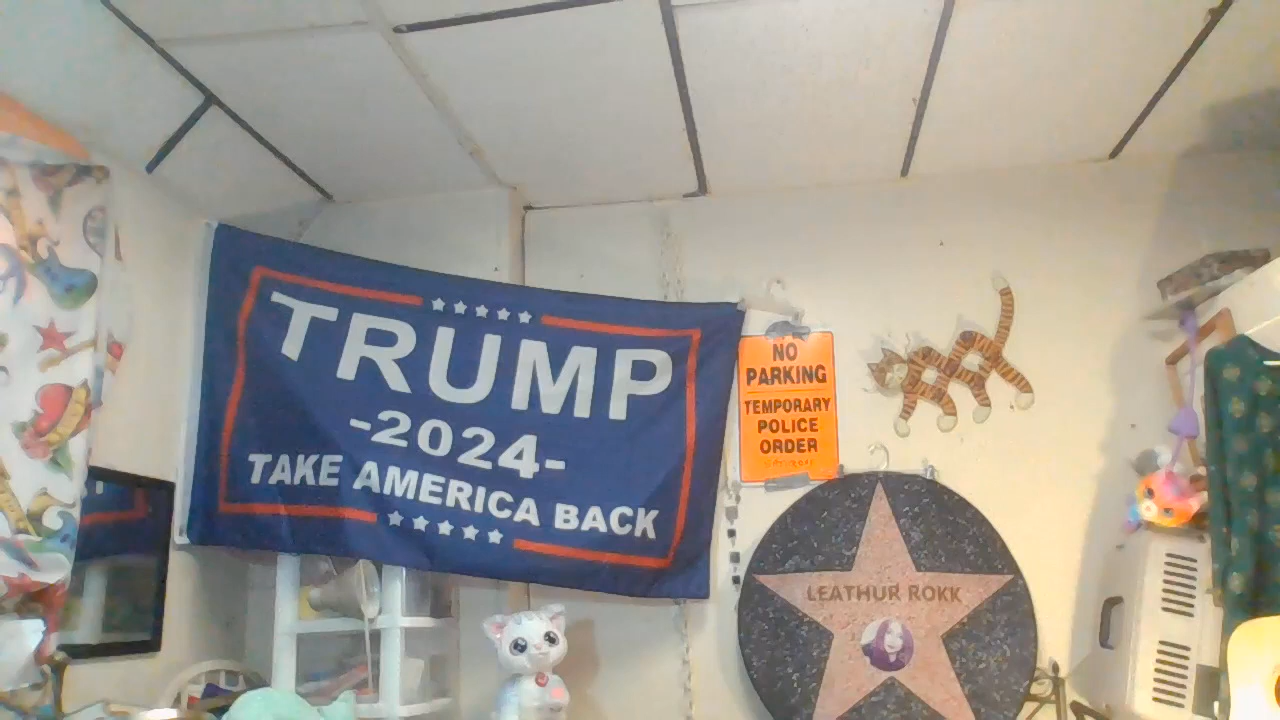 TRUMP
-2024-
TAKE AMERICA BACK
NO
PARKING
TEMPORARY
POLICE
ORDER
LEATHUR ROKK